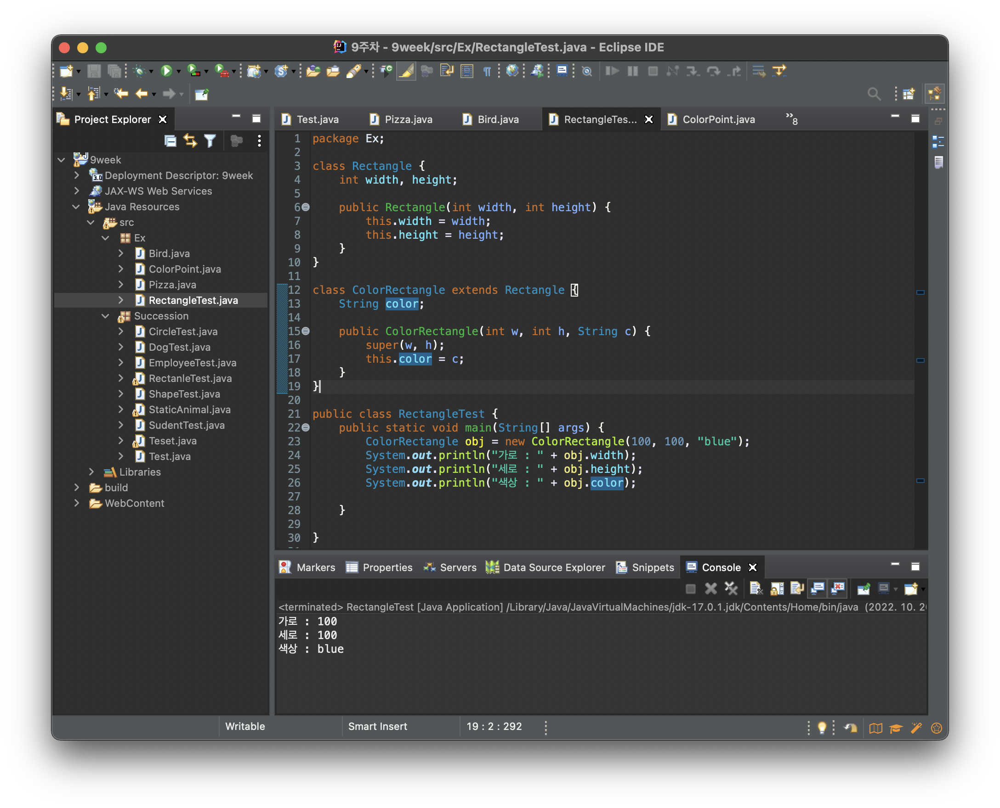 9주차 - 9week/src/Ex/RectangleTest.java - Eclipse IDE
Project Explorer
9week
3.0 Deployment Descriptor: 9week
JAX-WS Web Services
Java Resources
src
Ex
Bird.java
ColorPoint.java
Pizza.java
RectangleTest.java
Succession
CircleTest.java
DogTest.java
EmployeeTest.java
RectanleTest.java
ShapeTest.java
StaticAnimal.java
SudentTest.java
Teset.java
Test.java
Libraries
build
WebContent
Test.java Pizza.java Bird.java RectangleTes... ColorPoint.java »8
1 package Ex;
2
3 class Rectangle {
4 int width, height;
5
6 public Rectangle(int width, int height) {
7 this.width = width;
8 this.height = height;
9 }
10 }
11
12 class ColorRectangle extends Rectangle {
13 String color;
14
15 public ColorRectangle(int w, int h, String c) {
16 super(w, h);
17 this.color = c;
18 }
19 }
20
21 public class RectangleTest {
22 public static void main(String[] args) {
23 ColorRectangle obj = new ColorRectangle(100, 100, "blue");
24 System.out.println("가로 : " + obj.width);
25 System.out.println("세로 : " + obj.height);
26 System.out.println("색상 : " + obj.color);
27
28 }
29
30 }
Markers Properties Servers Data Source Explorer Snippets Console
<terminated> RectangleTest [Java Application] /Library/Java/JavaVirtualMachines/jdk-17.0.1.jdk/Contents/Home/bin/java (2022. 10.
가로 : 100
세로 : 100
색상 : blue
Writable Smart Insert 19 : 2 : 292